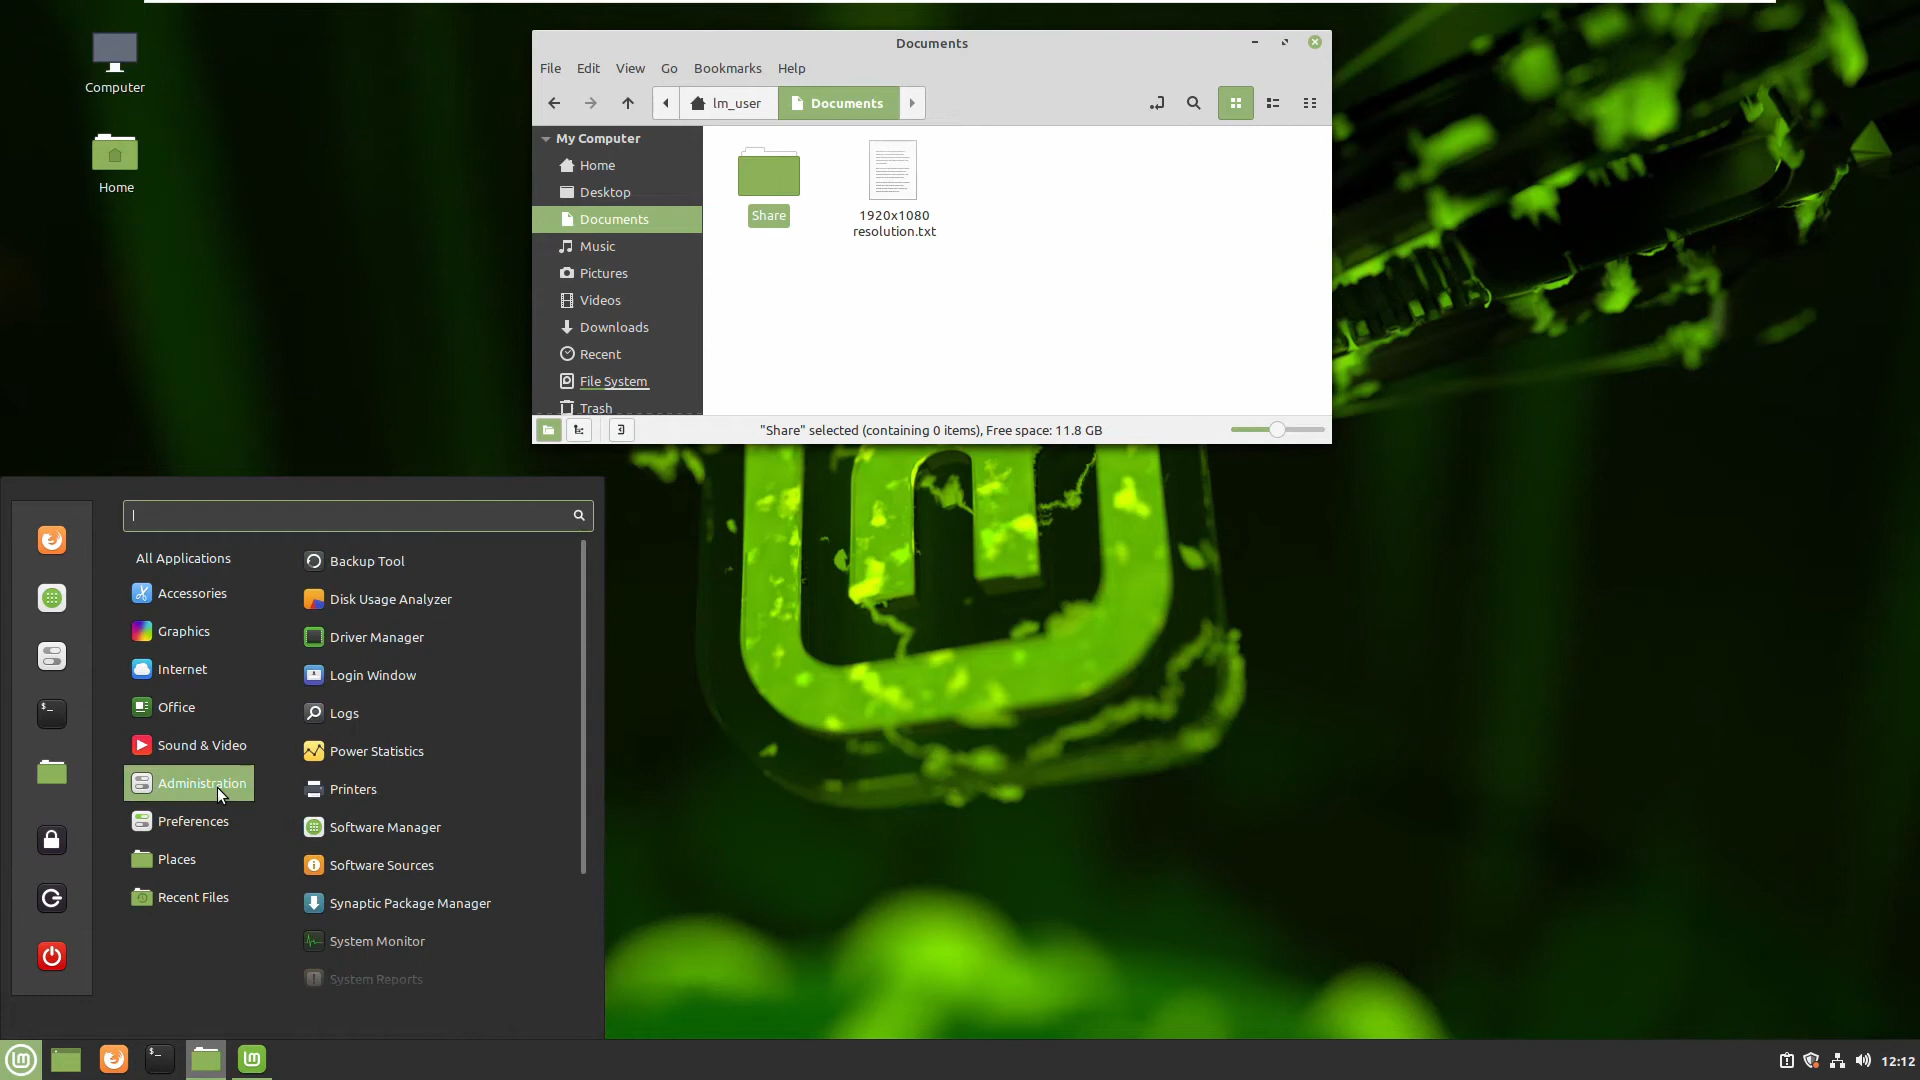 Computer
Home
Documents
File Edit View Go Bookmarks Help
lm_user Documents
My Computer
Home
Desktop
Documents
Music
Pictures
Videos
Downloads
Recent
File System
Trash
Share
1920x1080
resolution.txt
"Share" selected (containing 0 items), Free space: 11.8 GB
All Applications
Accessories
Graphics
Internet
Office
Sound & Video
Administration
Preferences
Places
Recent Files
Backup Tool
Disk Usage Analyzer
Driver Manager
Login Window
Logs
Power Statistics
Printers
Software Manager
Software Sources
Synaptic Package Manager
System Monitor
System Reports
12:12